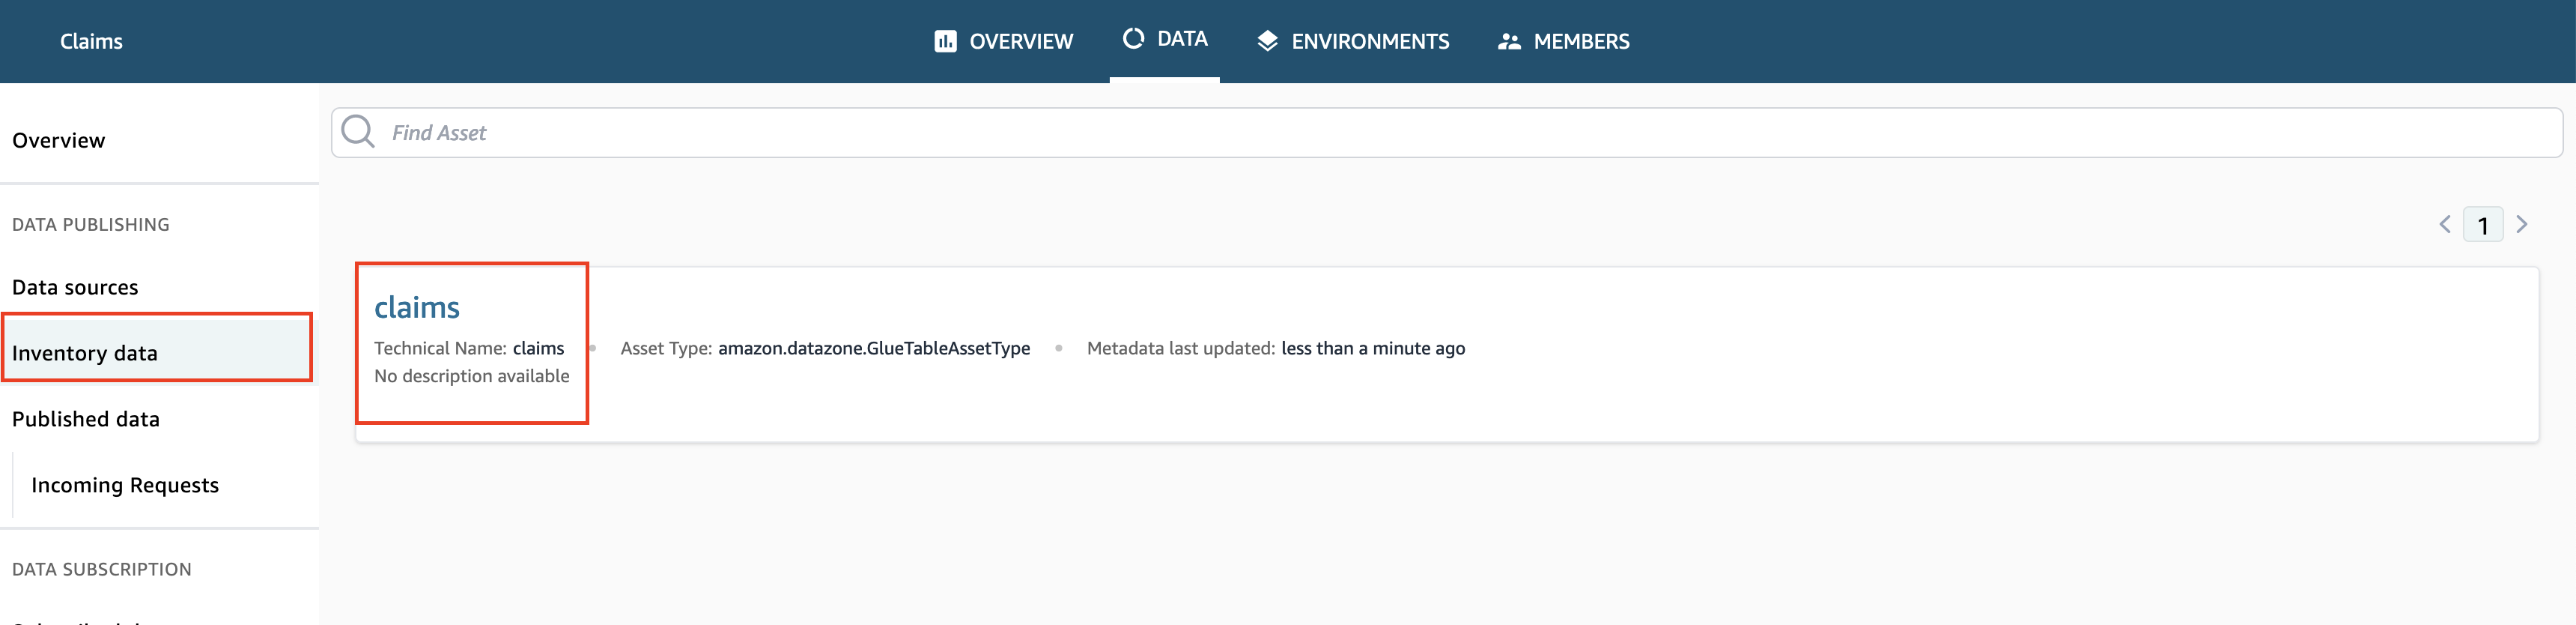 Claims
OVERVIEW
DATA
ENVIRONMENTS
MEMBERS
Overview
DATA PUBLISHING
Data sources
Inventory data
Published data
Incoming Requests
DATA SUBSCRIPTION
Find Asset
1
claims
Technical Name: claims • Asset Type: amazon.datazone.GlueTableAssetType • Metadata last updated: less than a minute ago
No description available